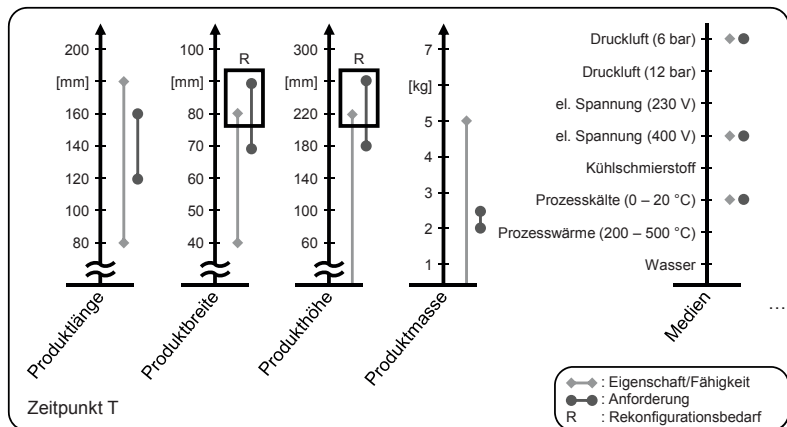 200
[mm]
160
140
120
100
80
Produktlänge
100
[mm]
80
70
60
50
40
R
Produktbreite
300
[mm]
220
180
140
100
60
R
Produkthöhe
7
[kg]
5
4
3
2
1
Produktmasse
Druckluft (6 bar)
Druckluft (12 bar)
el. Spannung (230 V)
el. Spannung (400 V)
Kühlschmierstoff
Prozesskälte (0 – 20 °C)
Prozesswärme (200 – 500 °C)
Wasser
Medien
...
Zeitpunkt T
: Eigenschaft/Fähigkeit
: Anforderung
R : Rekonfigurationsbedarf